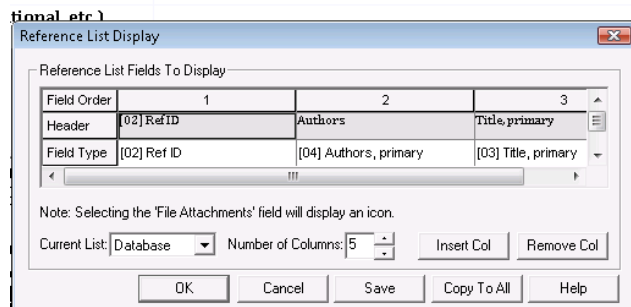 tional, etc.)
Reference List Display
Reference List Fields To Display
Field Order 1 2 3
Header [02] RefID Authors Title, primary
Field Type [02] Ref ID [04] Authors, primary [03] Title, primary
Note: Selecting the 'File Attachments' field will display an icon.
Current List: Database Number of Columns: 5 Insert Col Remove Col
OK Cancel Save Copy To All Help